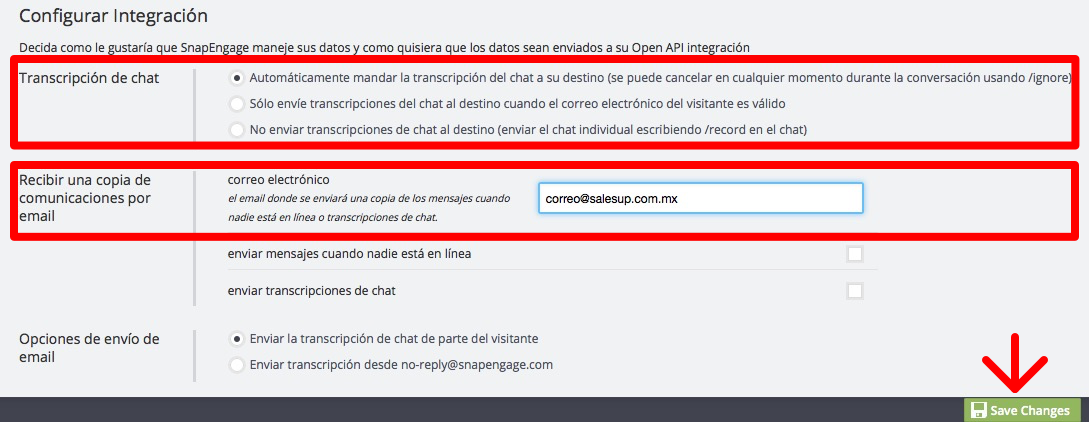 Configurar Integración
Decida como le gustaría que SnapEngage maneje sus datos y como quisiera que los datos sean enviados a su Open API integración
Transcripción de chat
Automáticamente mandar la transcripción del chat a su destino (se puede cancelar en cualquier momento durante la conversación usando /ignore)
Sólo envíe transcripciones del chat al destino cuando el correo electrónico del visitante es válido
No enviar transcripciones de chat al destino (enviar el chat individual escribiendo /record en el chat)
Recibir una copia de
comunicaciones por
email
correo electrónico
el email donde se enviará una copia de los mensajes cuando
nadie está en línea o transcripciones de chat.
correo@salesup.com.mx
enviar mensajes cuando nadie está en línea
enviar transcripciones de chat
Opciones de envío de
email
Enviar la transcripción de chat de parte del visitante
Enviar transcripción desde no-reply@snapengage.com
Save Changes